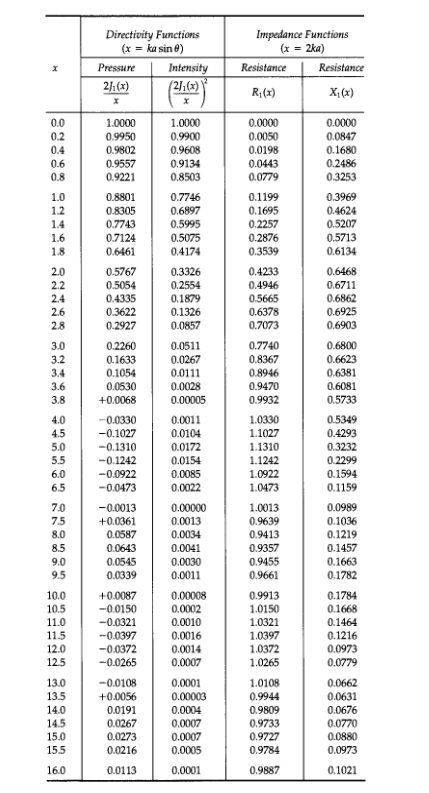 Directivity Functions Impedance Functions
(x = ka sin θ) (x = 2ka)
x Pressure Intensity Resistance Resistance
2J₁(x)/x (2J₁(x)/x)² R₁(x) X₁(x)
0.0 1.0000 1.0000 0.0000 0.0000
0.2 0.9950 0.9900 0.0050 0.0847
0.4 0.9802 0.9608 0.0198 0.1680
0.6 0.9557 0.9134 0.0443 0.2486
0.8 0.9221 0.8503 0.0779 0.3253
1.0 0.8801 0.7746 0.1199 0.3969
1.2 0.8305 0.6897 0.1695 0.4624
1.4 0.7743 0.5995 0.2257 0.5207
1.6 0.7124 0.5075 0.2876 0.5713
1.8 0.6461 0.4174 0.3539 0.6134
2.0 0.5767 0.3326 0.4233 0.6468
2.2 0.5054 0.2554 0.4946 0.6711
2.4 0.4335 0.1879 0.5665 0.6862
2.6 0.3622 0.1326 0.6378 0.6925
2.8 0.2927 0.0857 0.7073 0.6903
3.0 0.2260 0.0511 0.7740 0.6800
3.2 0.1633 0.0267 0.8367 0.6623
3.4 0.1054 0.0111 0.8946 0.6381
3.6 0.0530 0.0028 0.9470 0.6081
3.8 +0.0068 0.00005 0.9932 0.5733
4.0 −0.0330 0.0011 1.0330 0.5349
4.5 −0.1027 0.0104 1.1027 0.4293
5.0 −0.1310 0.0172 1.1310 0.3232
5.5 −0.1242 0.0154 1.1242 0.2299
6.0 −0.0922 0.0085 1.0922 0.1594
6.5 −0.0473 0.0022 1.0473 0.1159
7.0 −0.0013 0.00000 1.0013 0.0989
7.5 +0.0361 0.0013 0.9639 0.1036
8.0 0.0587 0.0034 0.9413 0.1219
8.5 0.0643 0.0041 0.9357 0.1457
9.0 0.0545 0.0030 0.9455 0.1663
9.5 0.0339 0.0011 0.9661 0.1782
10.0 +0.0087 0.00008 0.9913 0.1784
10.5 −0.0150 0.0002 1.0150 0.1668
11.0 −0.0321 0.0010 1.0321 0.1464
11.5 −0.0397 0.0016 1.0397 0.1216
12.0 −0.0372 0.0014 1.0372 0.0973
12.5 −0.0265 0.0007 1.0265 0.0779
13.0 −0.0108 0.0001 1.0108 0.0662
13.5 +0.0056 0.00003 0.9944 0.0631
14.0 0.0191 0.0004 0.9809 0.0676
14.5 0.0267 0.0007 0.9733 0.0770
15.0 0.0273 0.0007 0.9727 0.0880
15.5 0.0216 0.0005 0.9784 0.0973
16.0 0.0113 0.0001 0.9887 0.1021